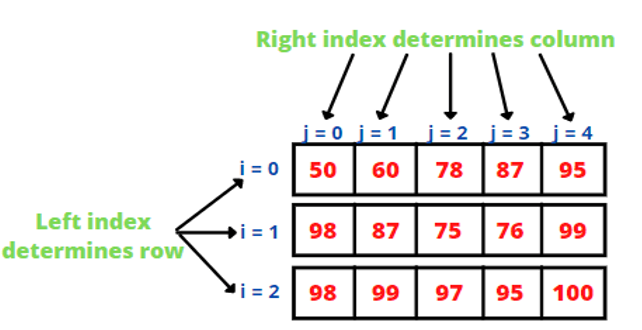 Right index determines column
j = 0 j = 1 j = 2 j = 3 j = 4
i = 0 50 60 78 87 95
Left index
determines row
i = 1 98 87 75 76 99
i = 2 98 99 97 95 100